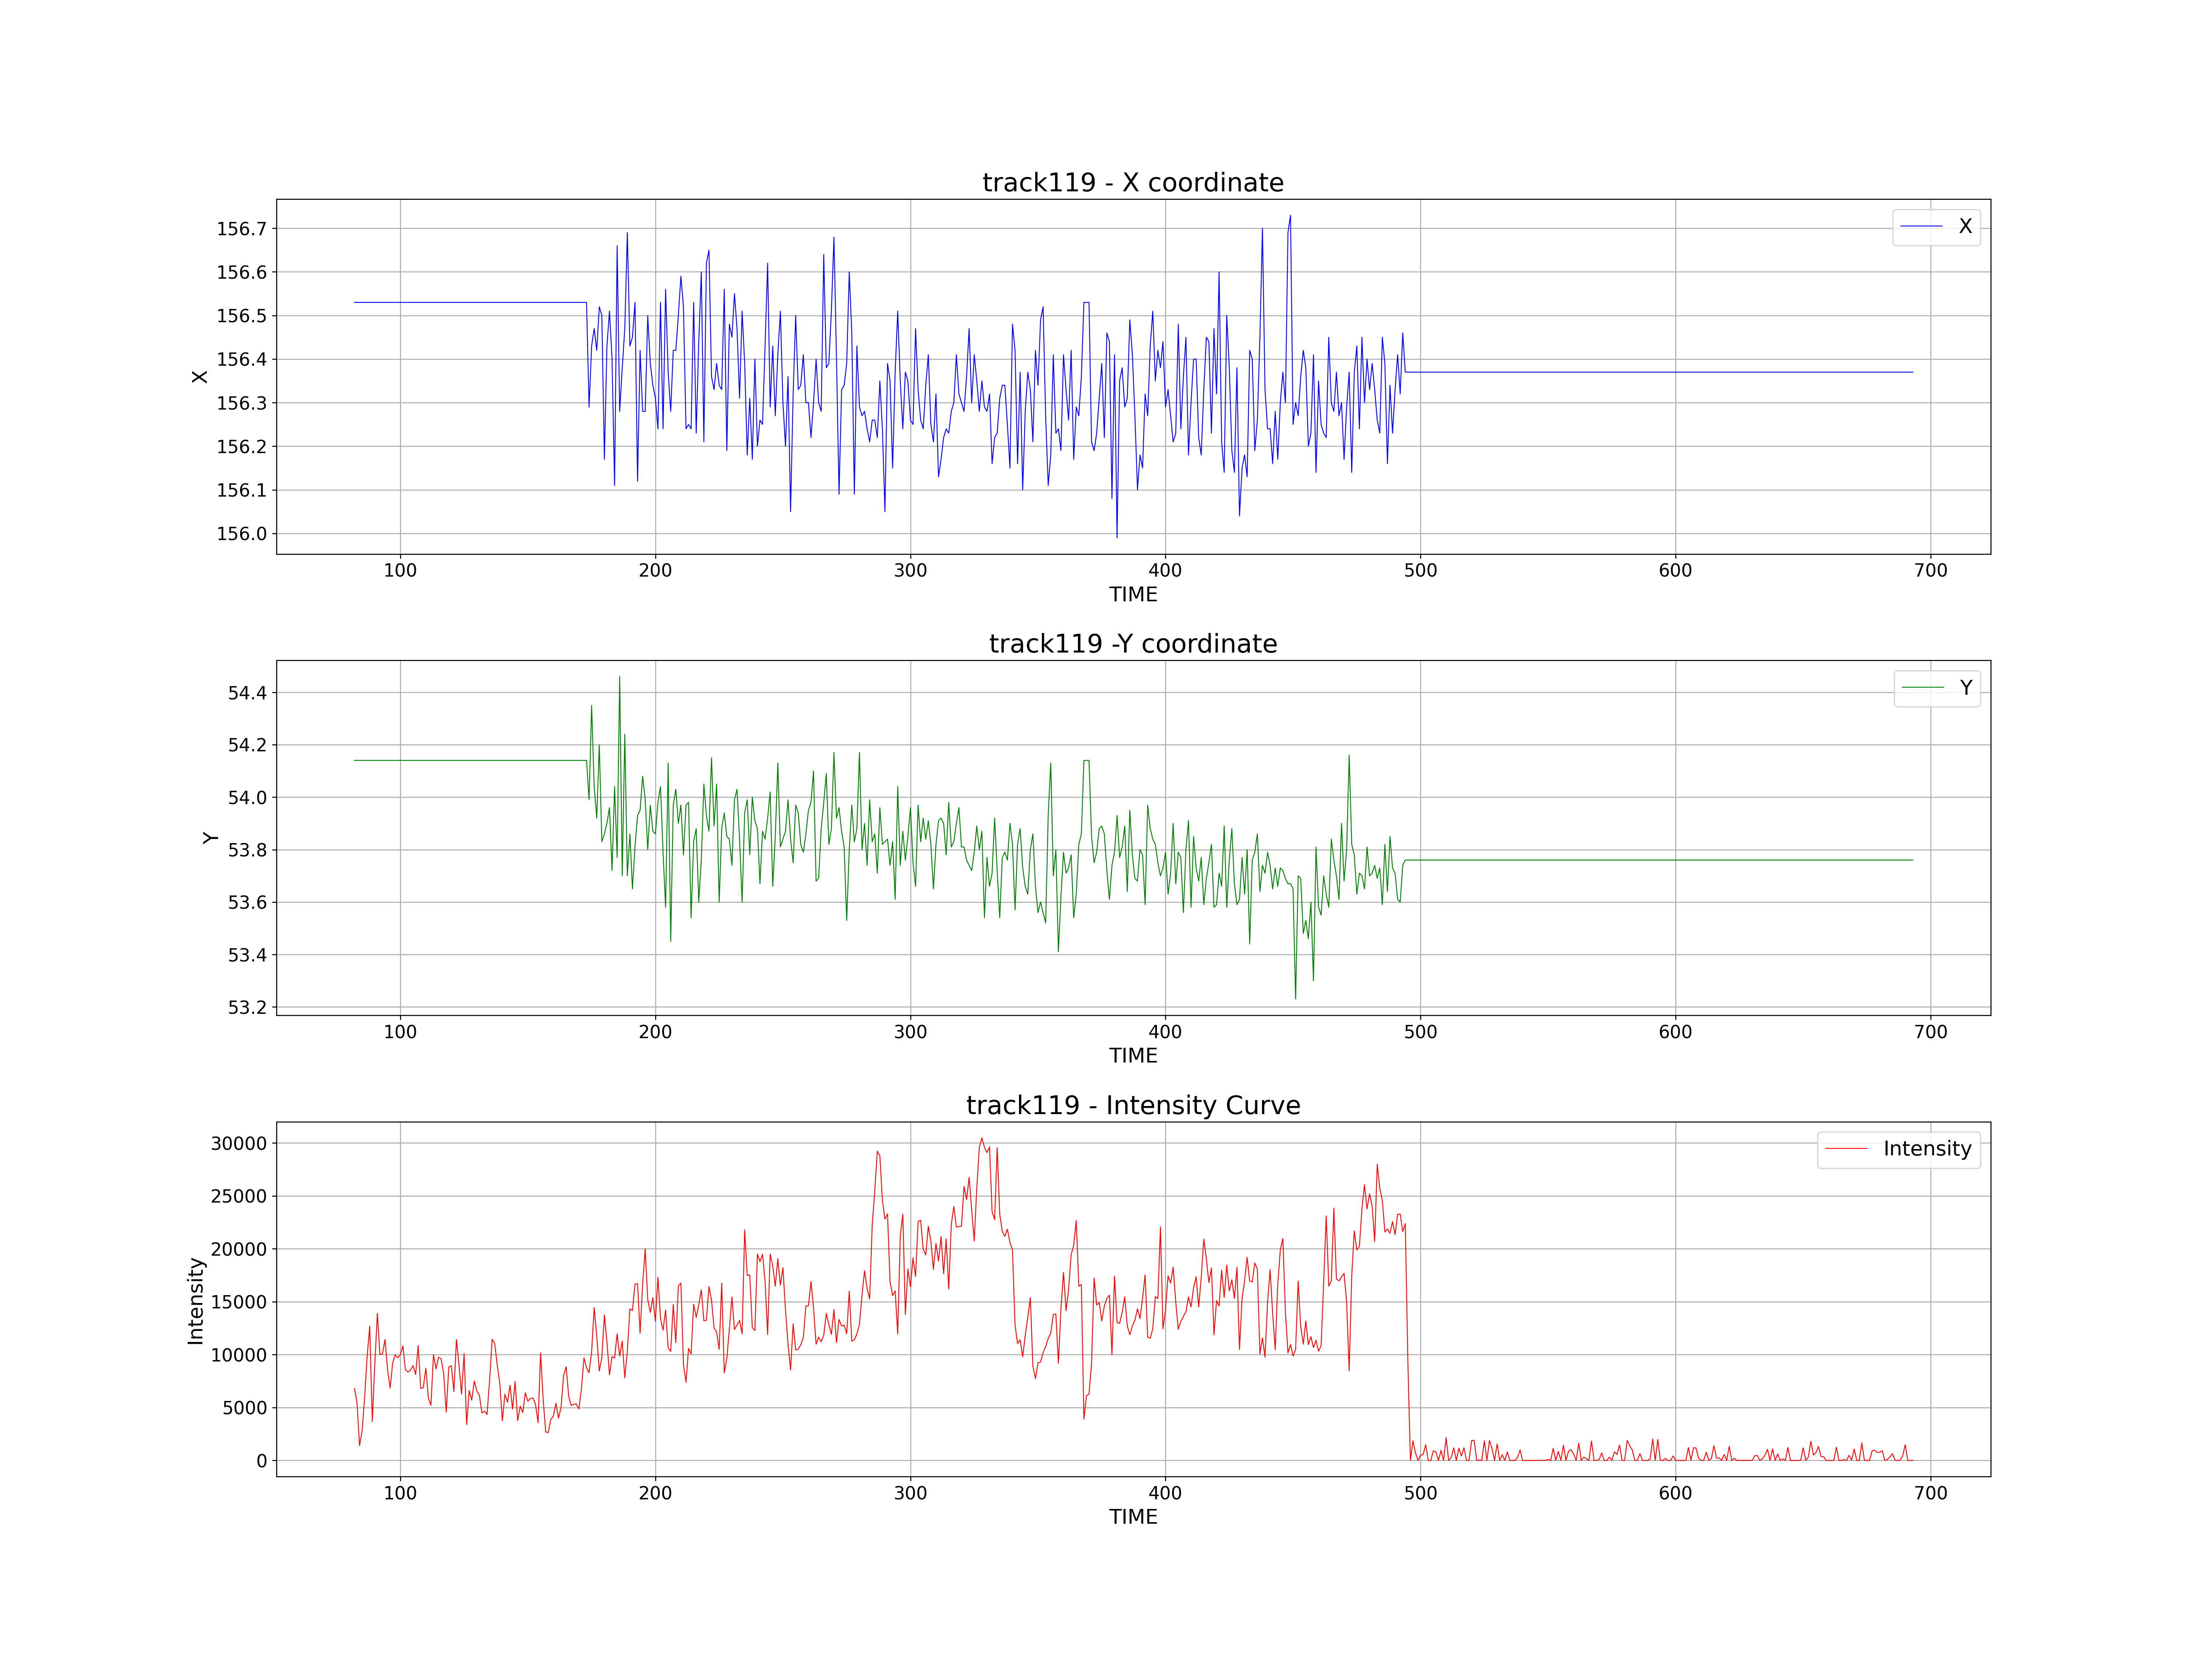 track119 - X coordinate
X
156.7
156.6
156.5
156.4
156.3
156.2
156.1
156.0
X
100 200 300 400 500 600 700
TIME
track119 -Y coordinate
Y
54.4
54.2
54.0
53.8
53.6
53.4
53.2
Y
100 200 300 400 500 600 700
TIME
track119 - Intensity Curve
Intensity
30000
25000
20000
15000
10000
5000
0
Intensity
100 200 300 400 500 600 700
TIME